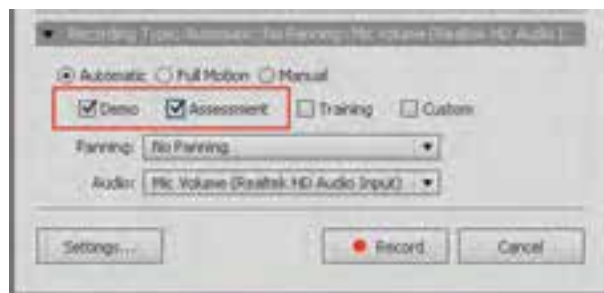 Recording Type: Automatic: No Panning: Mic Volume (Realtek HD Audio I
Automatic Full Motion Manual
Demo Assessment Training Custom
Panning: No Panning
Audio: Mic Volume (Realtek HD Audio Input)
Settings... Record Cancel